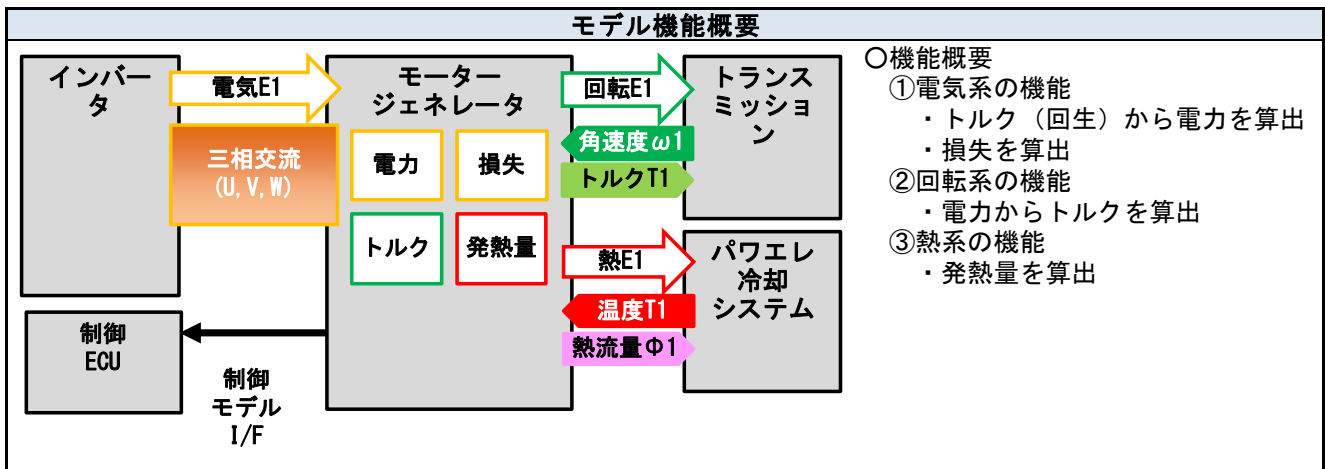 モデル機能概要
インバー
タ
電気E1
三相交流
(U, V, W)
モーター
ジェネレータ
電力
損失
トルク
発熱量
回転E1
角速度ω1
トルクT1
トランス
ミッショ
ン
熱E1
温度T1
熱流量Φ1
パワエレ
冷却
システム
制御
ECU
制御
モデル
I/F
〇機能概要
①電気系の機能
・トルク（回生）から電力を算出
・損失を算出
②回転系の機能
・電力からトルクを算出
③熱系の機能
・発熱量を算出